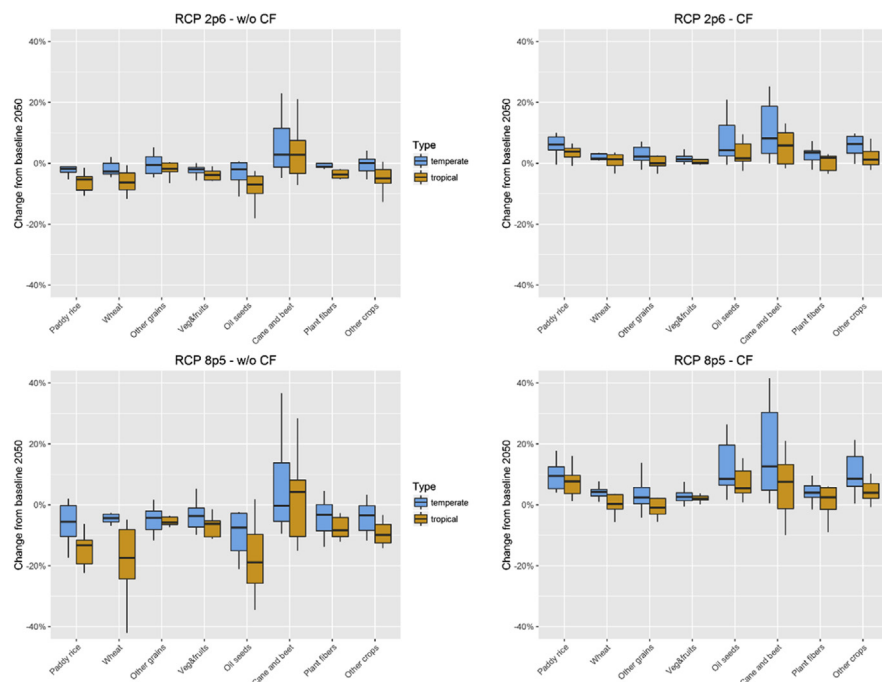 RCP 2p6 - w/o CF
Change from baseline 2050
40%
20%
0%
-20%
-40%
Paddy rice
Wheat
Other grains
Veg&fruits
Oil seeds
Cane and beet
Plant fibers
Other crops
Type
temperate
tropical
RCP 2p6 - CF
Change from baseline 2050
40%
20%
0%
-20%
-40%
Paddy rice
Wheat
Other grains
Veg&fruits
Oil seeds
Cane and beet
Plant fibers
Other crops
RCP 8p5 - w/o CF
Change from baseline 2050
40%
20%
0%
-20%
-40%
Paddy rice
Wheat
Other grains
Veg&fruits
Oil seeds
Cane and beet
Plant fibers
Other crops
Type
temperate
tropical
RCP 8p5 - CF
Change from baseline 2050
40%
20%
0%
-20%
-40%
Paddy rice
Wheat
Other grains
Veg&fruits
Oil seeds
Cane and beet
Plant fibers
Other crops